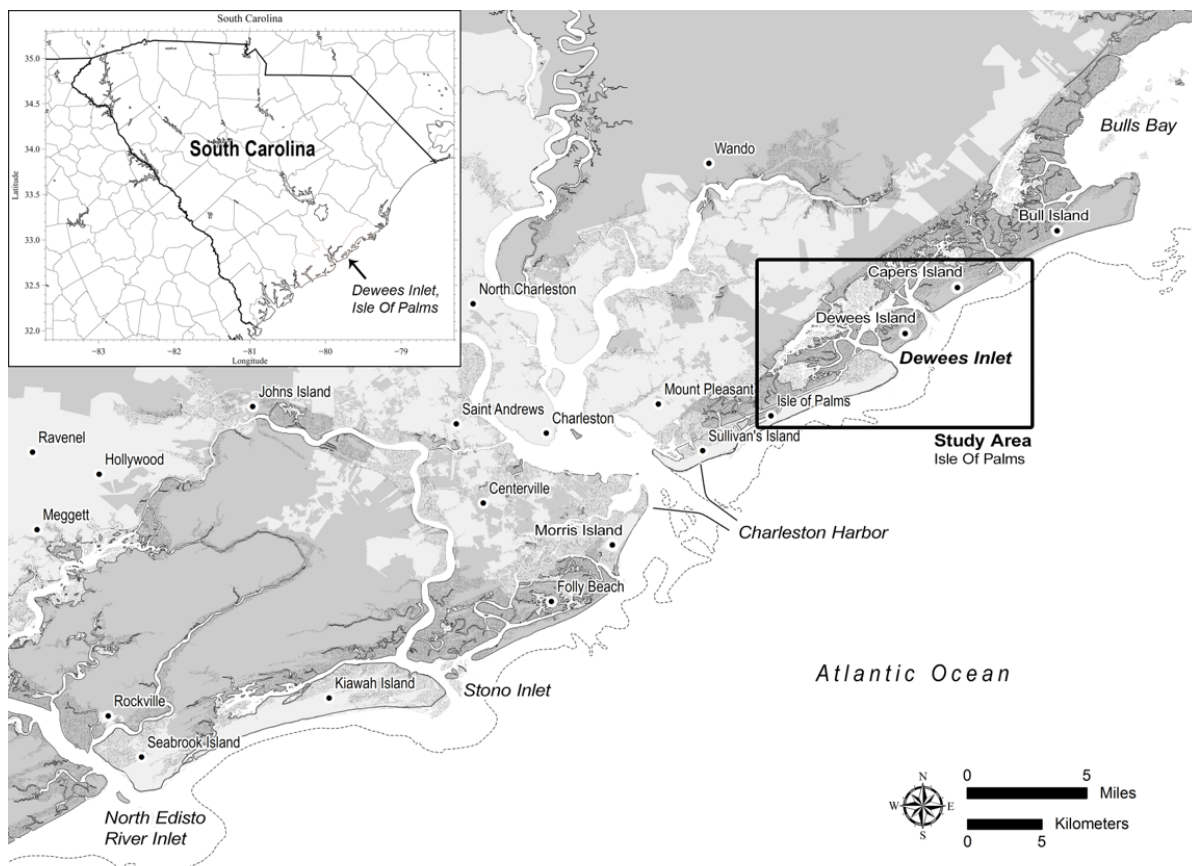 South Carolina
35.0
34.5
34.0
33.5
33.0
32.5
32.0
Latitude
South Carolina
Dewees Inlet,
Isle Of Palms
−83
−82
−81
−80
−79
Longitude
Bulls Bay
Wando
Bull Island
Capers Island
North Charleston
Dewees Island
Dewees Inlet
Johns Island
Mount Pleasant
Isle of Palms
Saint Andrews
Charleston
Sullivan's Island
Study Area
Isle Of Palms
Ravenel
Hollywood
Centerville
Meggett
Morris Island
Charleston Harbor
Folly Beach
Atlantic Ocean
Kiawah Island
Stono Inlet
Rockville
Seabrook Island
North Edisto
River Inlet
N
W
E
S
0 5
Miles
Kilometers
0 5